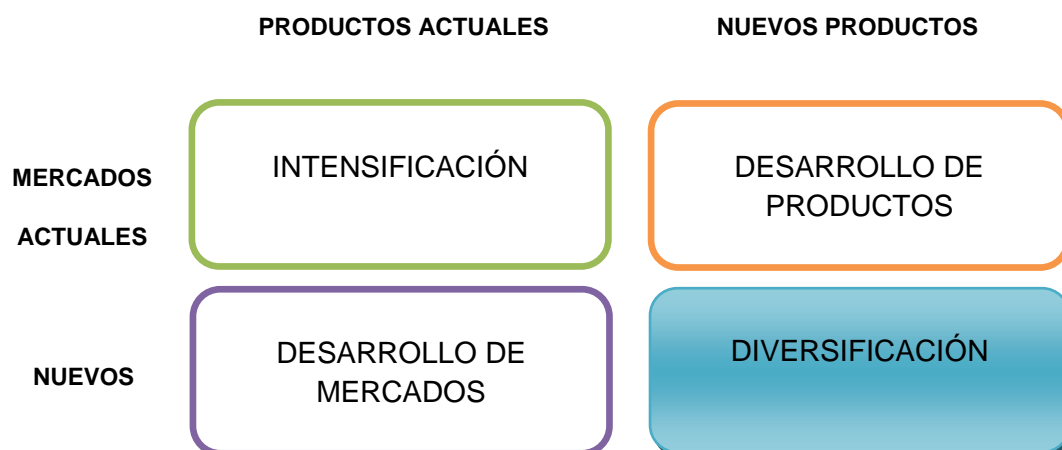 PRODUCTOS ACTUALES
NUEVOS PRODUCTOS
MERCADOS
ACTUALES
INTENSIFICACIÓN
DESARROLLO DE
PRODUCTOS
NUEVOS
DESARROLLO DE
MERCADOS
DIVERSIFICACIÓN